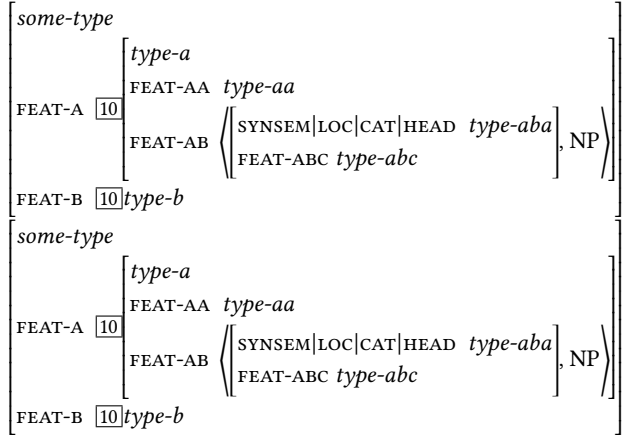 some-type
type-a
FEAT-AA type-aa
FEAT-A 10
FEAT-AB ⟨[SYNSEM|LOC|CAT|HEAD type-aba
FEAT-ABC type-abc], NP⟩
FEAT-B 10 type-b
some-type
type-a
FEAT-AA type-aa
FEAT-A 10
FEAT-AB ⟨[SYNSEM|LOC|CAT|HEAD type-aba
FEAT-ABC type-abc], NP⟩
FEAT-B 10 type-b